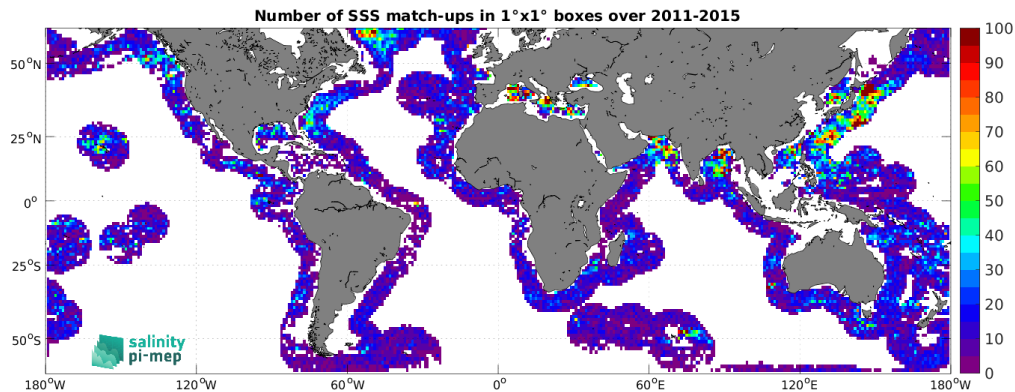 Number of SSS match-ups in 1°x1° boxes over 2011-2015
50°N
25°N
0°
25°S
50°S
180°W
120°W
60°W
0°
60°E
120°E
180°W
100
90
80
70
60
50
40
30
20
10
0
salinity
pi-mep